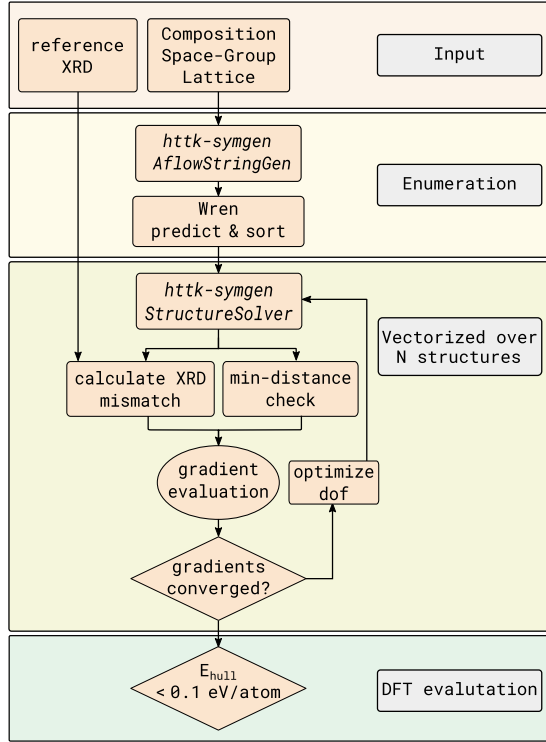 reference
XRD
Composition
Space-Group
Lattice
Input
httk-symgen
AflowStringGen
Enumeration
Wren
predict & sort
httk-symgen
StructureSolver
Vectorized over
N structures
calculate XRD
mismatch
min-distance
check
gradient
evaluation
optimize
dof
gradients
converged?
E_hull
< 0.1 eV/atom
DFT evalutation